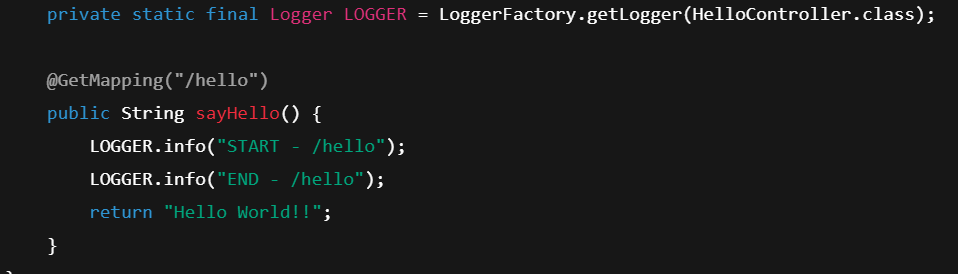 private static final Logger LOGGER = LoggerFactory.getLogger(HelloController.class);
@GetMapping("/hello")
public String sayHello() {
LOGGER.info("START - /hello");
LOGGER.info("END - /hello");
return "Hello World!!";
}